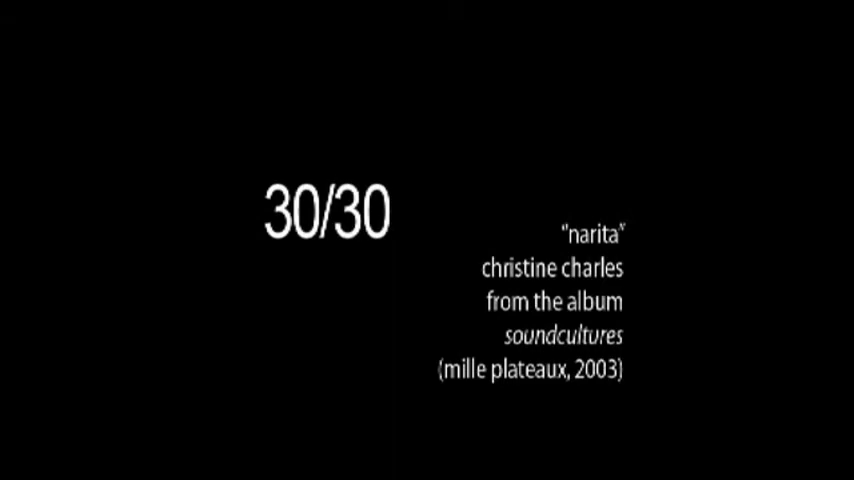 30/30
"narita"
christine charles
from the album
soundcultures
(mille plateaux, 2003)